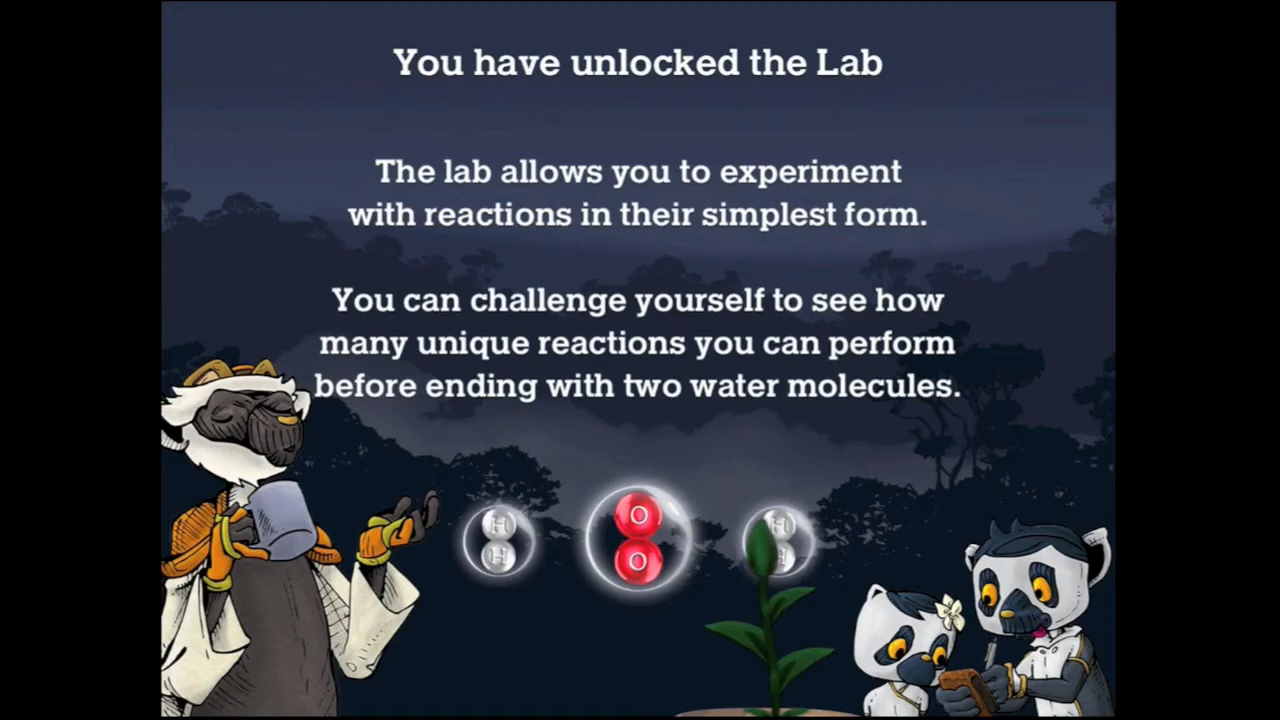 You have unlocked the Lab
The lab allows you to experiment
with reactions in their simplest form.
You can challenge yourself to see how
many unique reactions you can perform
before ending with two water molecules.
H O H
H O H